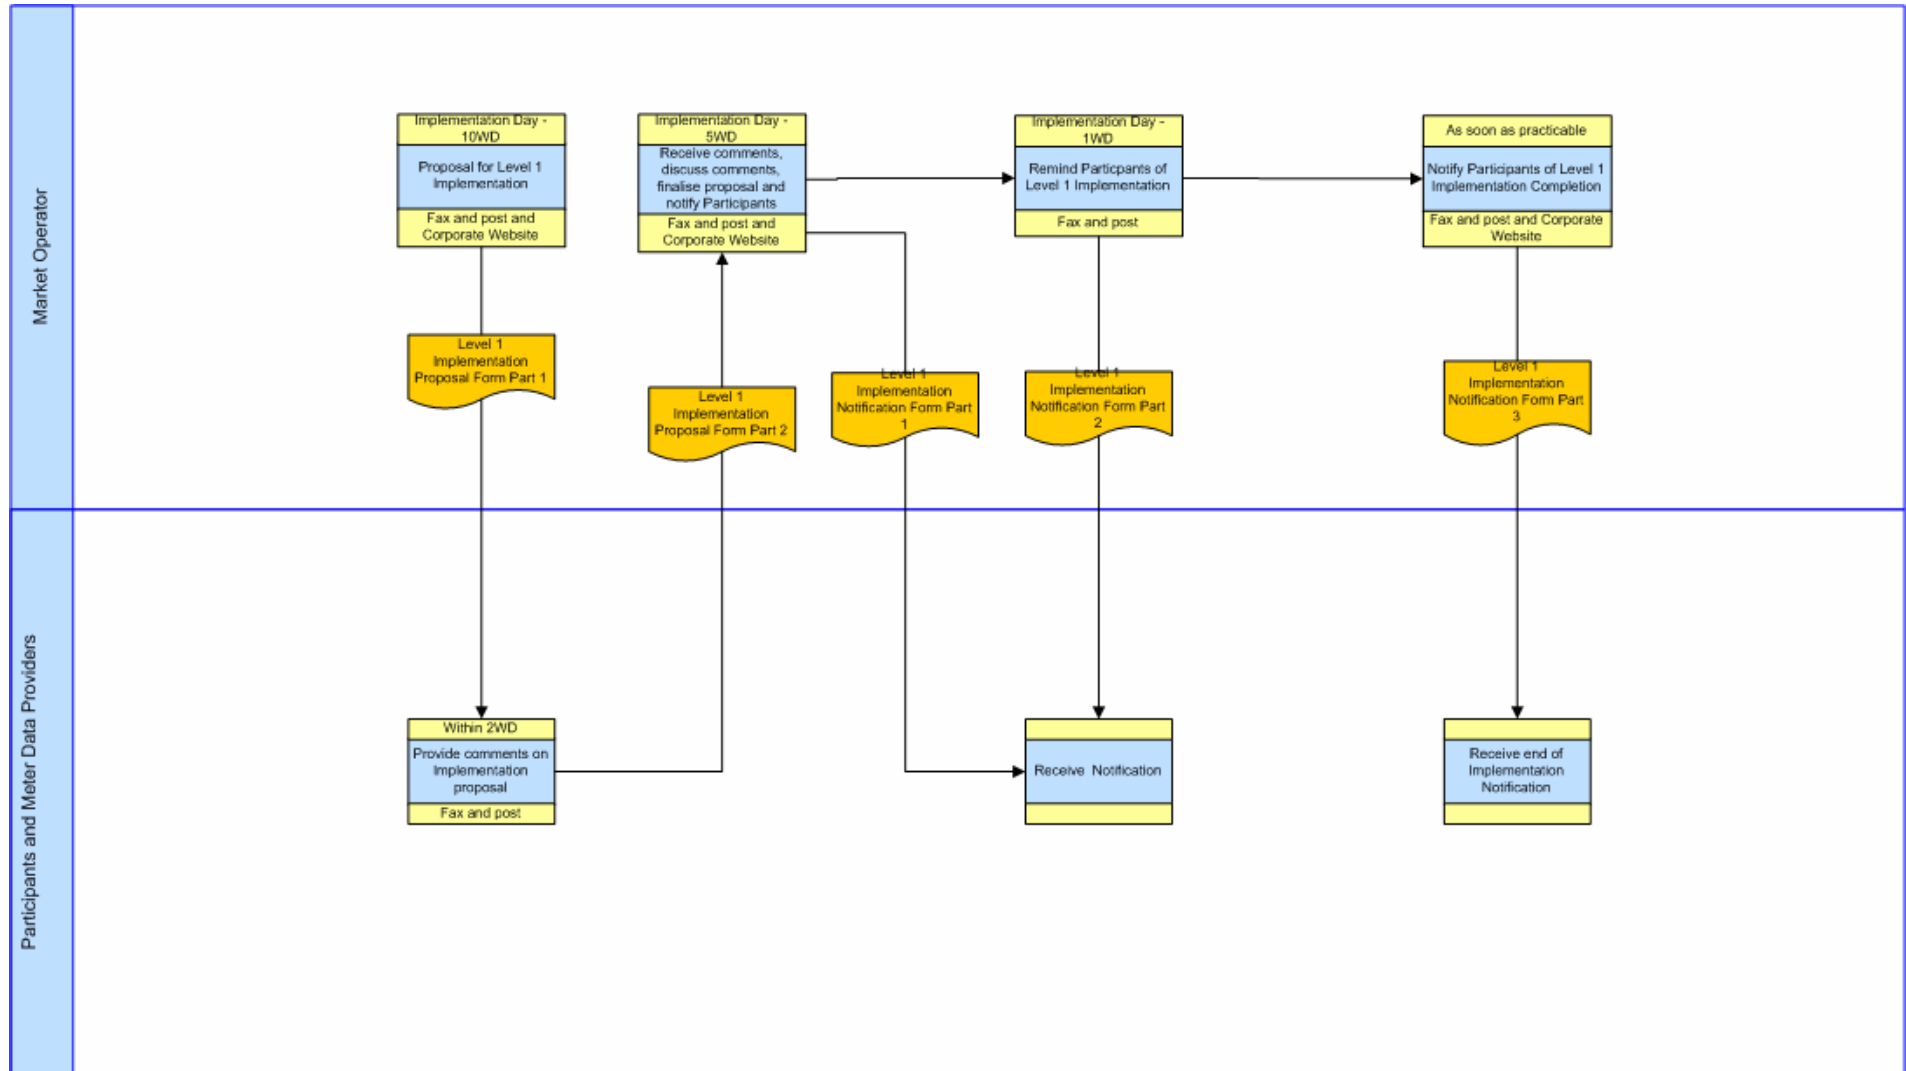 Market Operator
Implementation Day -
10WD
Proposal for Level 1
Implementation
Fax and post and
Corporate Website
Implementation Day -
5WD
Receive comments,
discuss comments,
finalise proposal and
notify Participants
Fax and post and
Corporate Website
Implementation Day -
1WD
Remind Particpants of
Level 1 Implementation
Fax and post
As soon as practicable
Notify Participants of Level 1
Implementation Completion
Fax and post and Corporate
Website
Level 1
Implementation
Proposal Form Part 1
Level 1
Implementation
Proposal Form Part 2
Level 1
Implementation
Notification Form Part
1
Level 1
Implementation
Notification Form Part
2
Level 1
Implementation
Notification Form Part
3
Participants and Meter Data Providers
Within 2WD
Provide comments on
Implementation
proposal
Fax and post
Receive  Notification
Receive end of
Implementation
Notification